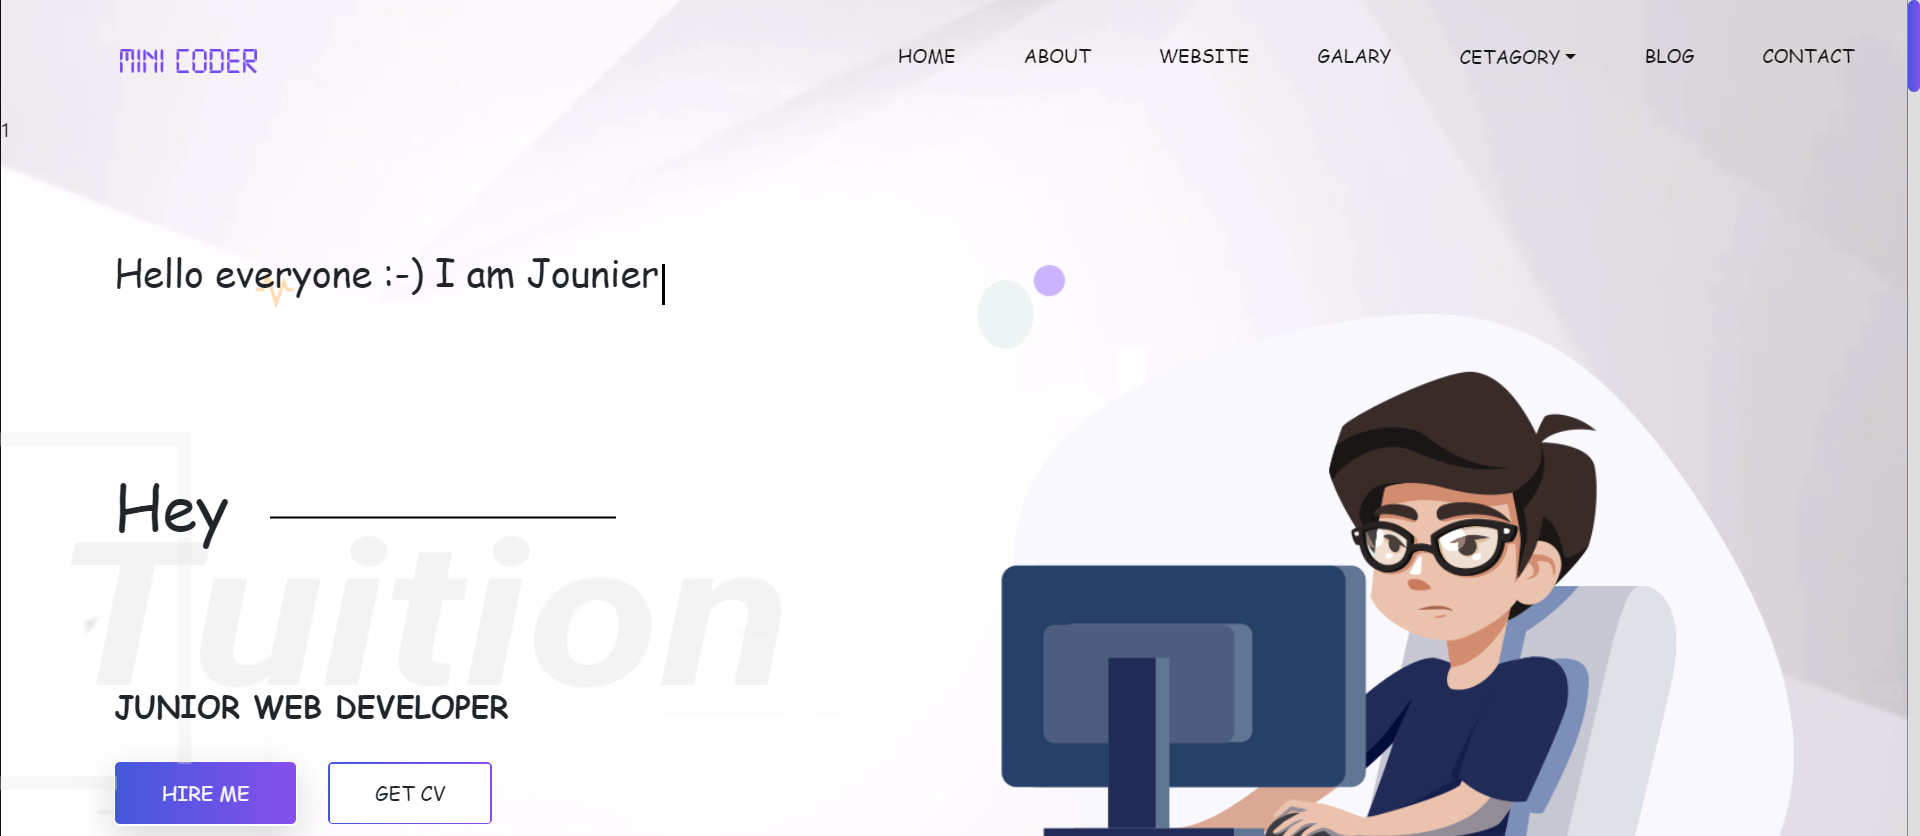 MINI CODER
HOME ABOUT WEBSITE GALARY CETAGORY BLOG CONTACT
1
Hello everyone :-) I am Jounier
Hey
Tuition
JUNIOR WEB DEVELOPER
HIRE ME GET CV